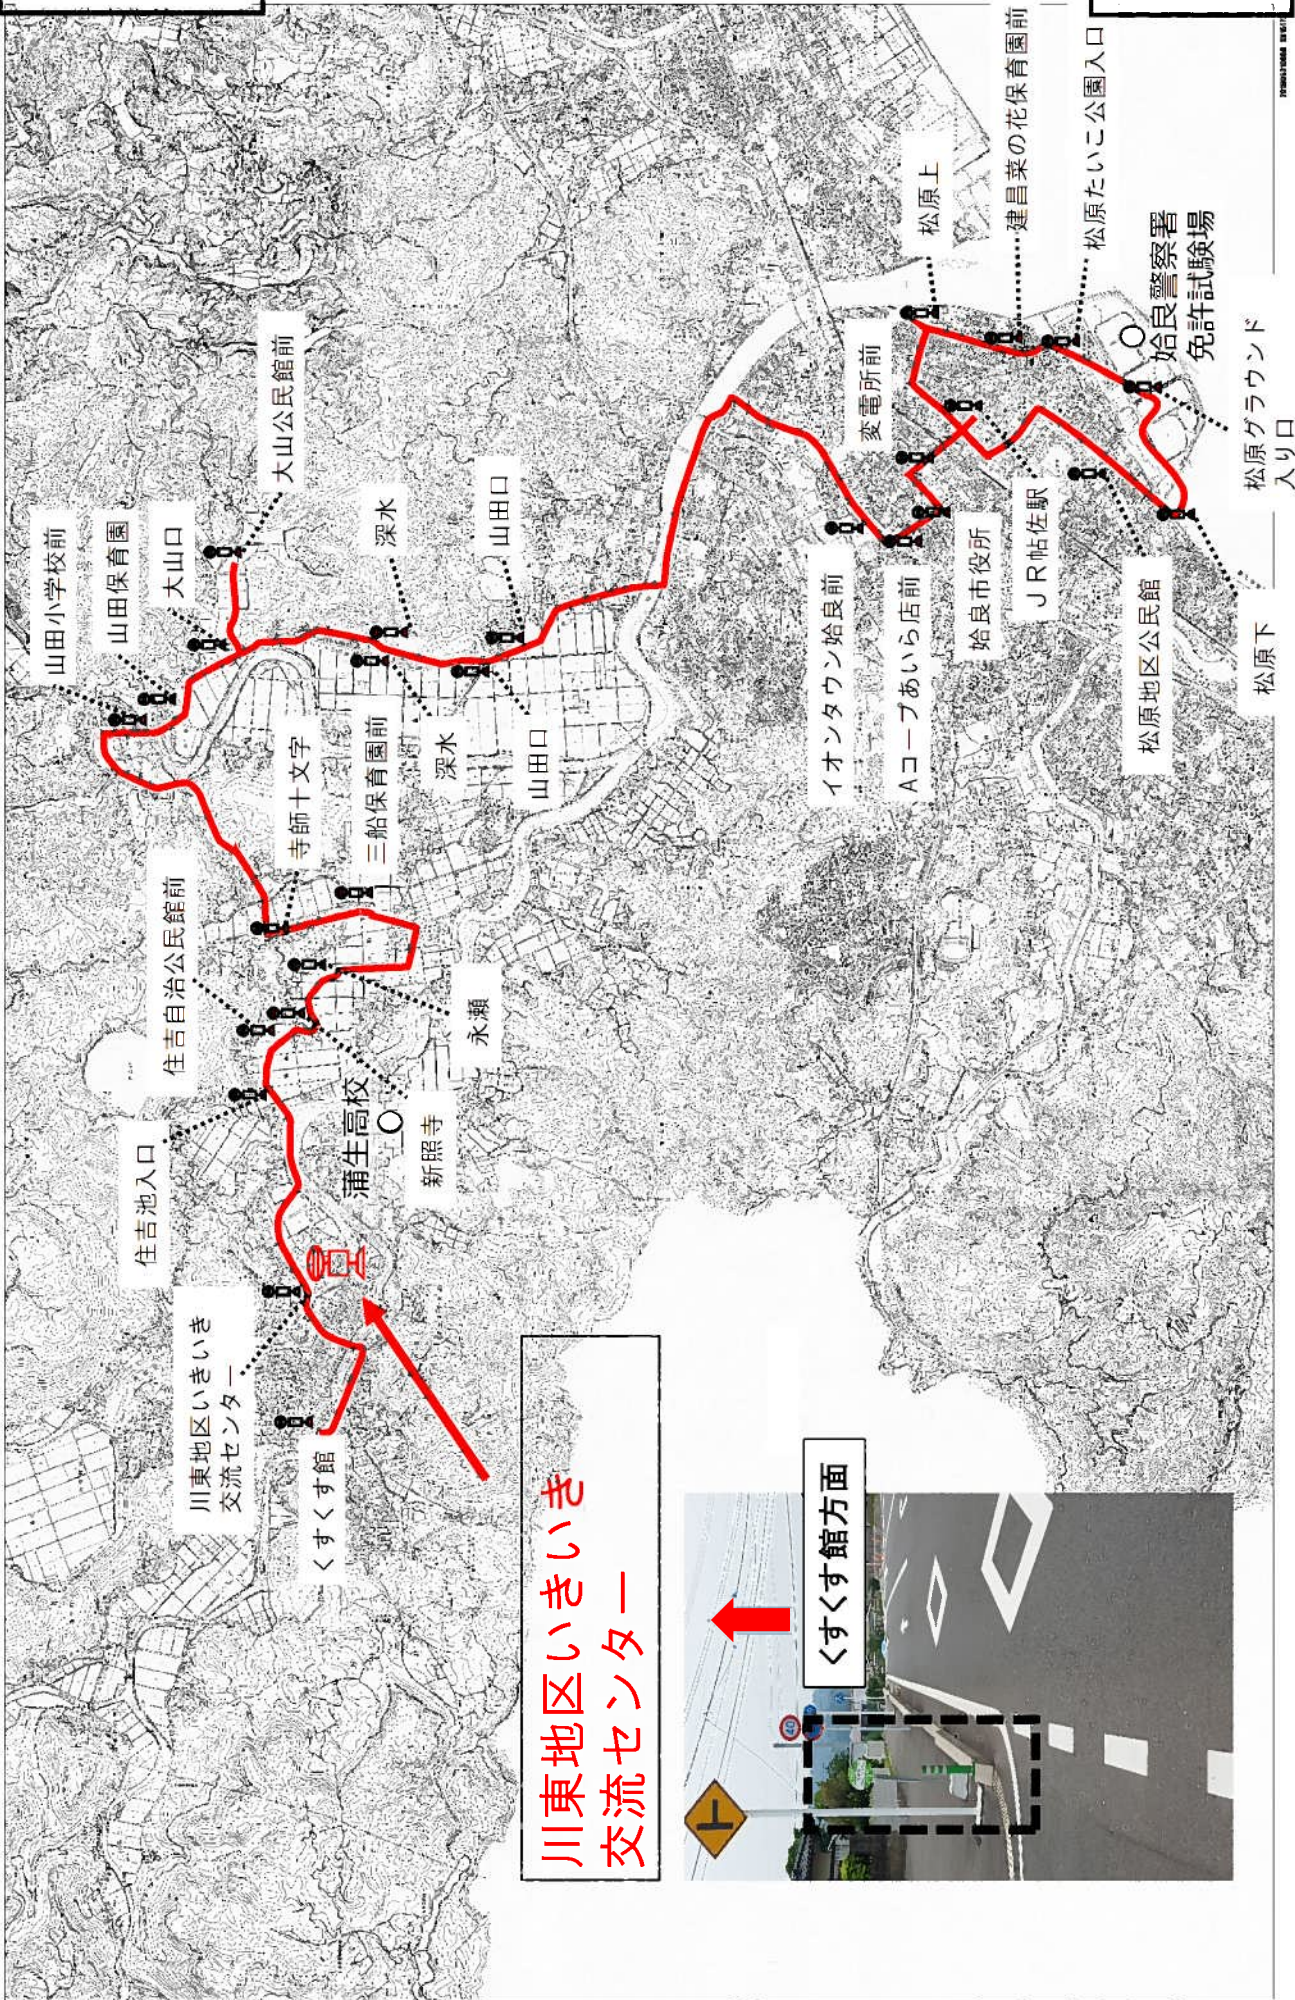 山田小学校前
山田保育園
大山口
大山公民館前
深水
山田口
寺師十文字
三船保育園前
深水
山田口
住吉自治公民館前
永瀬
住吉池入口
蒲生高校
新照寺
川東地区いきいき
交流センター
くすくす館
松原上
建昌菜の花保育園前
松原たいこ公園入口
姶良警察署
免許試験場
変電所前
松原グラウンド
入り口
イオンタウン姶良前
Aコープあいら店前
姶良市役所
JR帖佐駅
松原地区公民館
松原下
川東地区いきいき
交流センター
くすくす館方面
40